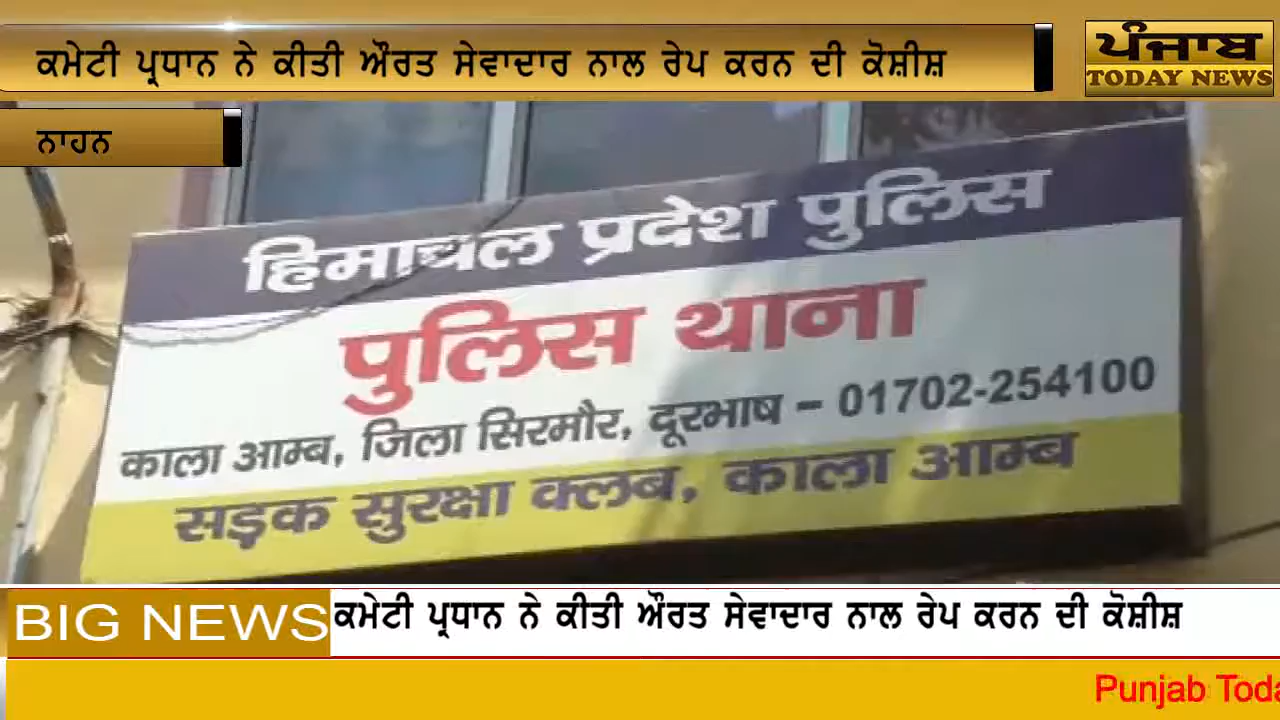 ਕਮੇਟੀ ਪ੍ਰਧਾਨ ਨੇ ਕੀਤੀ ਔਰਤ ਸੇਵਾਦਾਰ ਨਾਲ ਰੇਪ ਕਰਨ ਦੀ ਕੋਸ਼ੀਸ਼
ਪੰਜਾਬ
TODAY NEWS
ਨਾਹਨ
हिमाचल प्रदेश पुलिस
पुलिस थाना
काला आम्ब, जिला सिरमौर, दूरभाष – 01702-254100
सड़क सुरक्षा क्लब, काला आम्ब
BIG NEWS
ਕਮੇਟੀ ਪ੍ਰਧਾਨ ਨੇ ਕੀਤੀ ਔਰਤ ਸੇਵਾਦਾਰ ਨਾਲ ਰੇਪ ਕਰਨ ਦੀ ਕੋਸ਼ੀਸ਼
Punjab